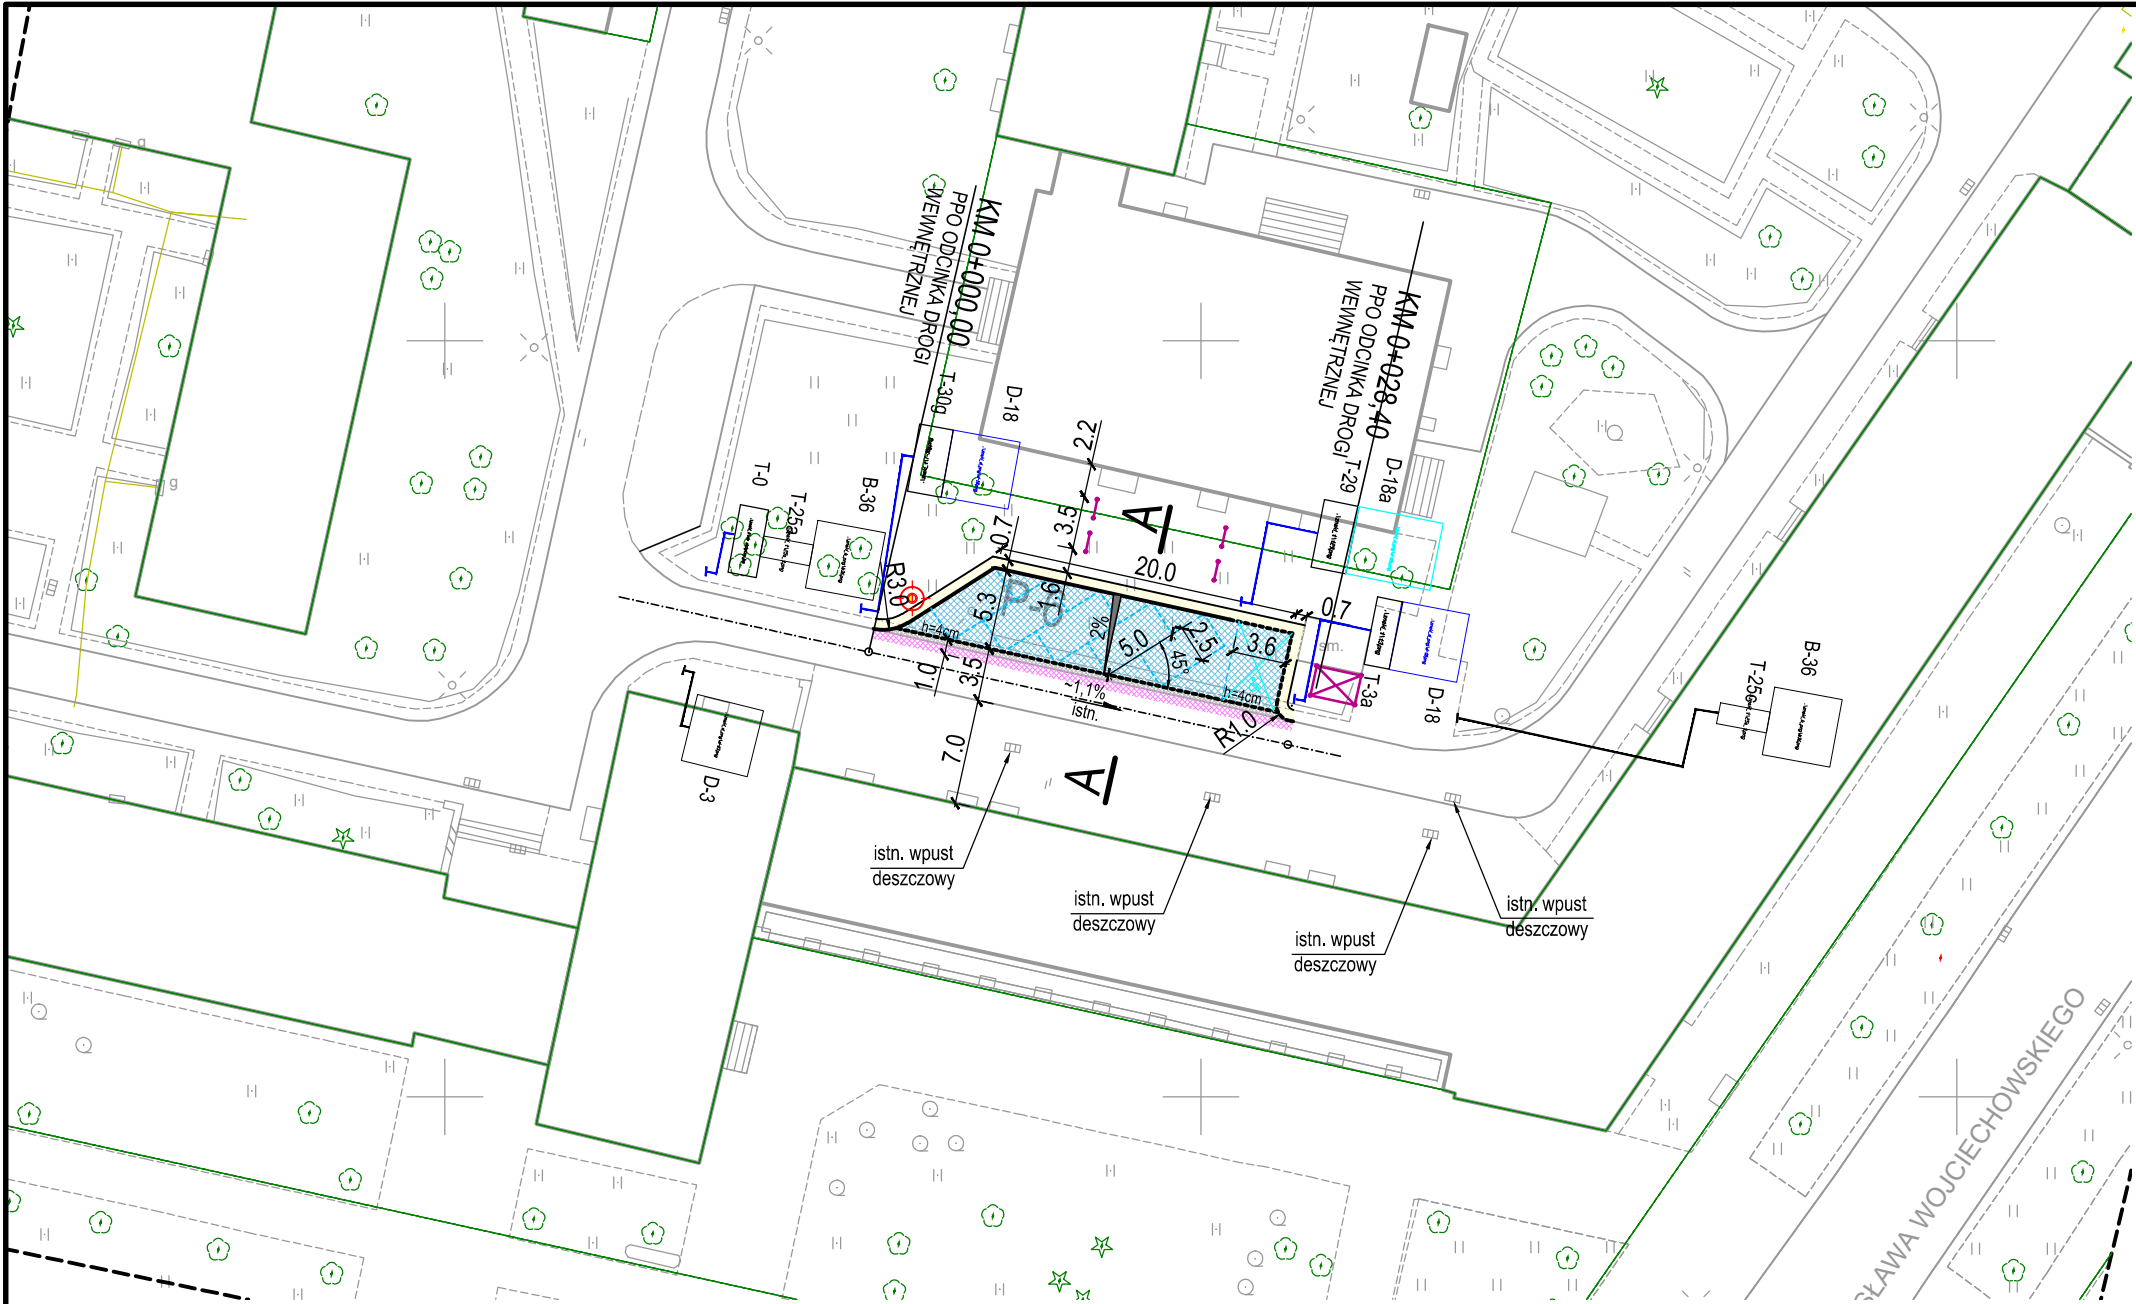 g
g
KM 0+000,00
PPO ODCINKA DROGI
WEWNĘTRZNEJ
KM 0+028,40
PPO ODCINKA DROGI
WEWNĘTRZNEJ
T-30g
D-18
2.2
T-29
D-18a
T-0
T-25a
B-36
0.7
3.5
A
R3.0
20.0
5.3
1.6
0.7
h=4cm
2%
5.0
2.5
45°
3.6
sm.
1.0
3.5
~1,1%
istn.
h=4cm
R1.0
T-3a
D-18
T-25c
B-36
7.0
A
D-3
istn. wpust
deszczowy
istn. wpust
deszczowy
istn. wpust
deszczowy
istn. wpust
deszczowy
SŁAWA WOJCIECHOWSKIEGO